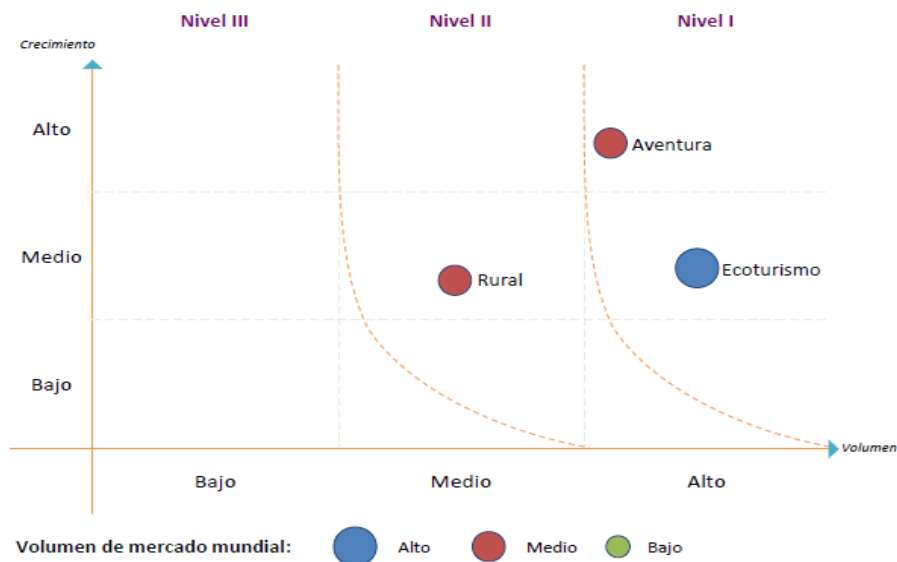 Nivel III Nivel II Nivel I
Crecimiento
Alto
Aventura
Medio
Ecoturismo
Rural
Bajo
Volumen
Bajo Medio Alto
Volumen de mercado mundial: Alto Medio Bajo